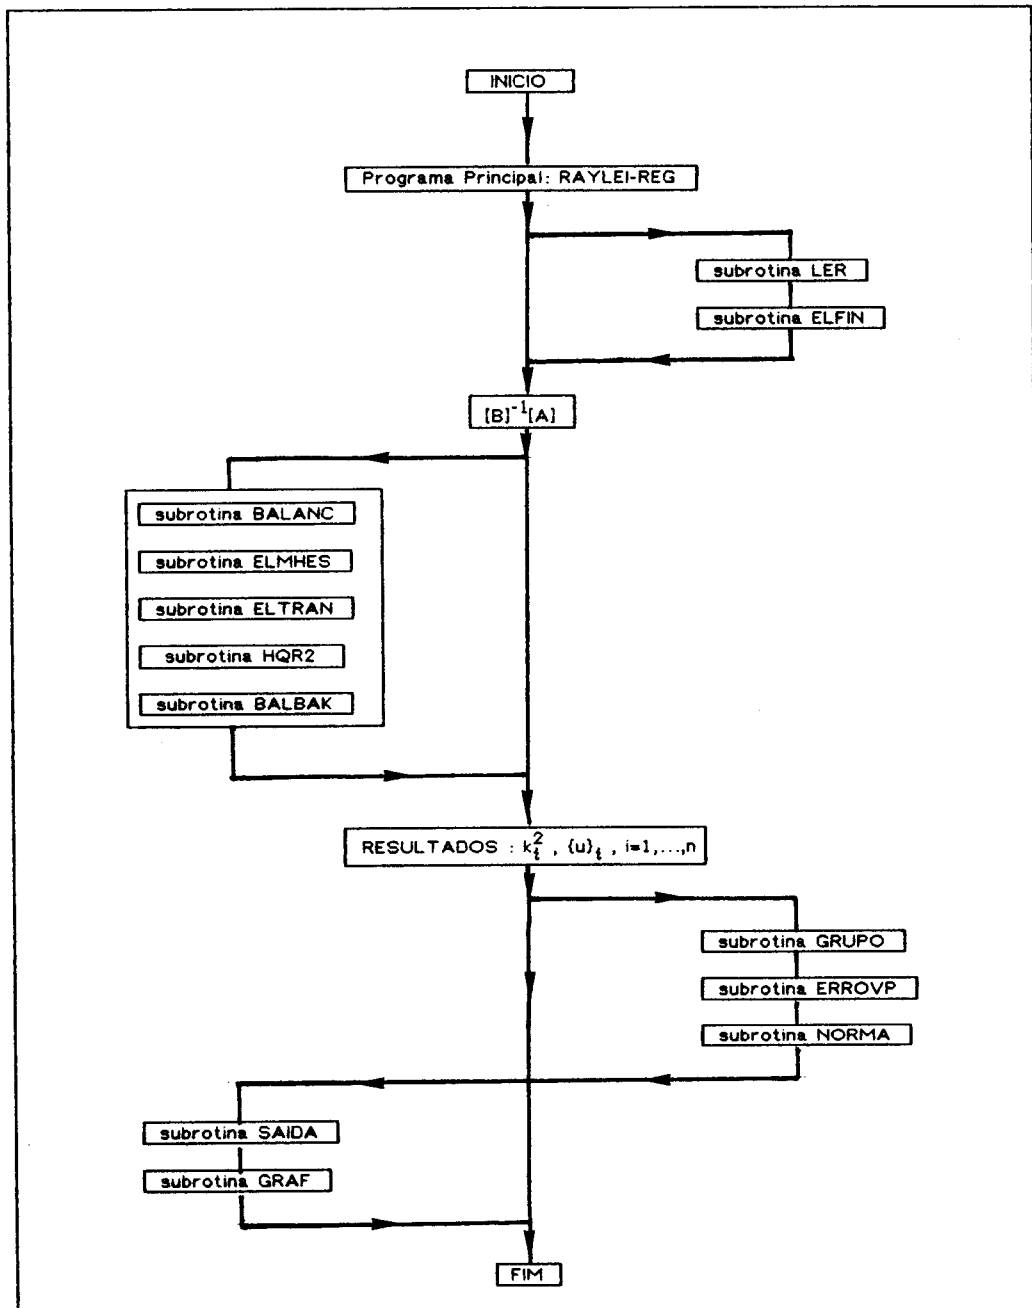 INICIO
Programa Principal: RAYLEI-REG
subrotina LER
subrotina ELFIN
[B]⁻¹[A]
subrotina BALANC
subrotina ELMHES
subrotina ELTRAN
subrotina HQR2
subrotina BALBAK
RESULTADOS : kᵢ² , {u}ᵢ , i=1,...,n
subrotina GRUPO
subrotina ERROVP
subrotina NORMA
subrotina SAIDA
subrotina GRAF
FIM